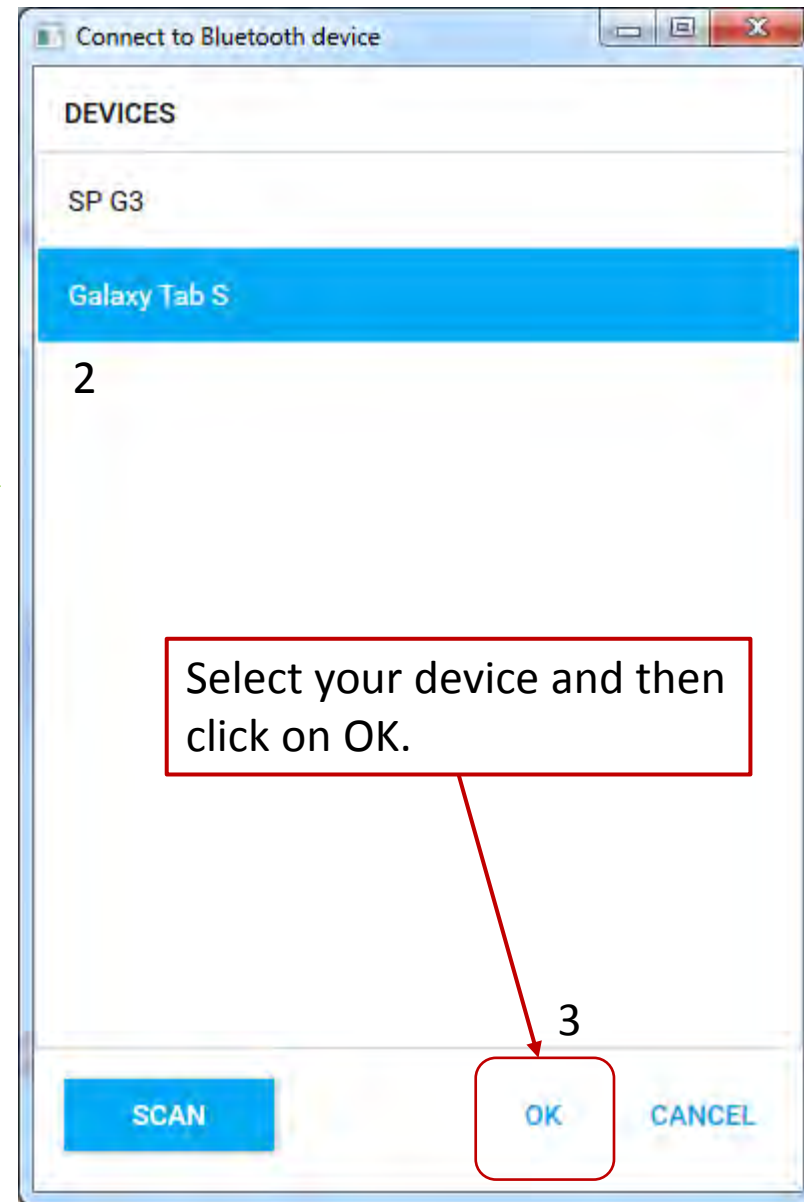 Connect to Bluetooth device
DEVICES
SP G3
Galaxy Tab S
2
Select your device and then
click on OK.
3
SCAN OK CANCEL